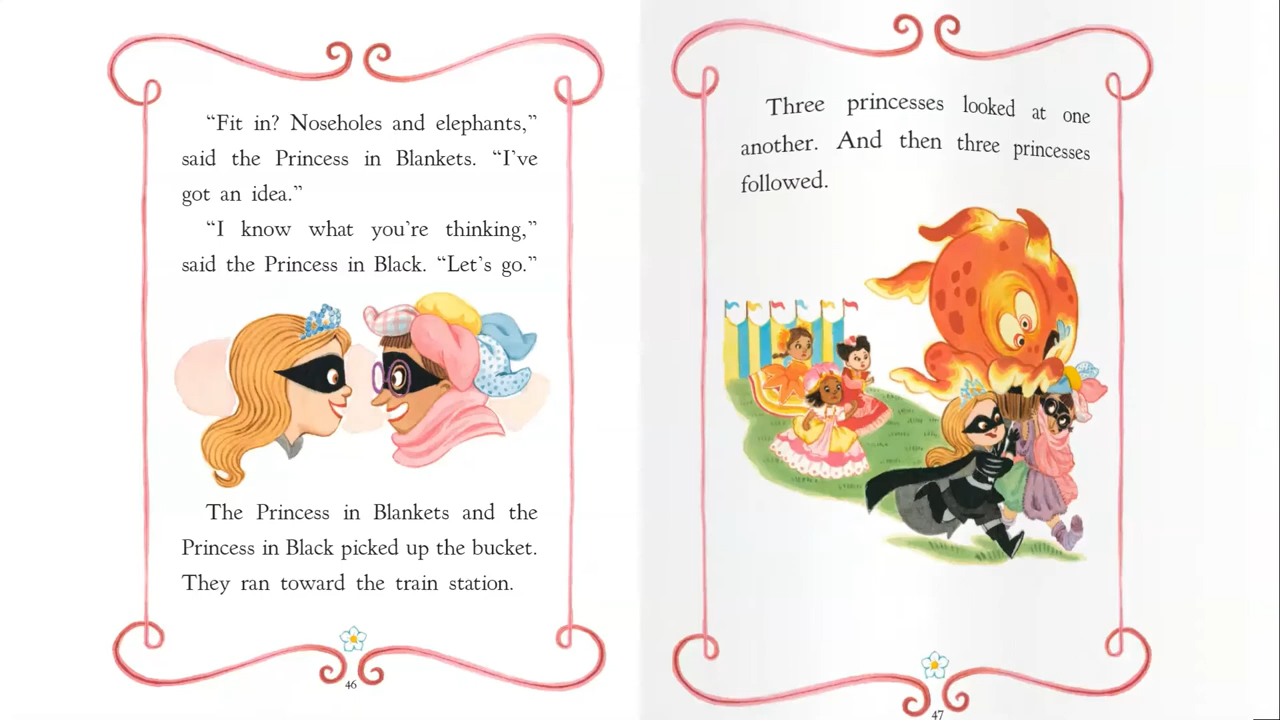 “Fit in? Noseholes and elephants,”
said the Princess in Blankets. “I’ve
got an idea.”
“I know what you’re thinking,”
said the Princess in Black. “Let’s go.”
The Princess in Blankets and the
Princess in Black picked up the bucket.
They ran toward the train station.
46
Three princesses looked at one
another. And then three princesses
followed.
47